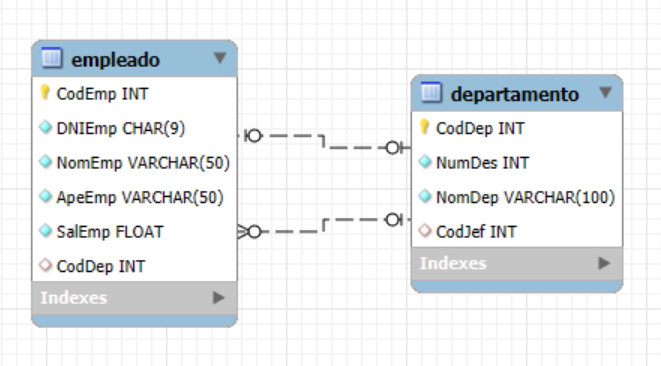 empleado
CodEmp INT
DNIEmp CHAR(9)
NomEmp VARCHAR(50)
ApeEmp VARCHAR(50)
SalEmp FLOAT
CodDep INT
Indexes
departamento
CodDep INT
NumDes INT
NomDep VARCHAR(100)
CodJef INT
Indexes